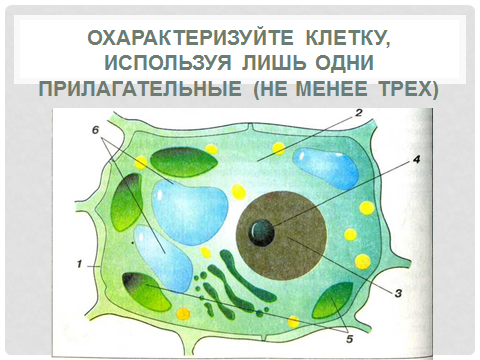 ОХАРАКТЕРИЗУЙТЕ КЛЕТКУ,
ИСПОЛЬЗУЯ ЛИШЬ ОДНИ
ПРИЛАГАТЕЛЬНЫЕ (НЕ МЕНЕЕ ТРЕХ)
2
6
4
1
3
5